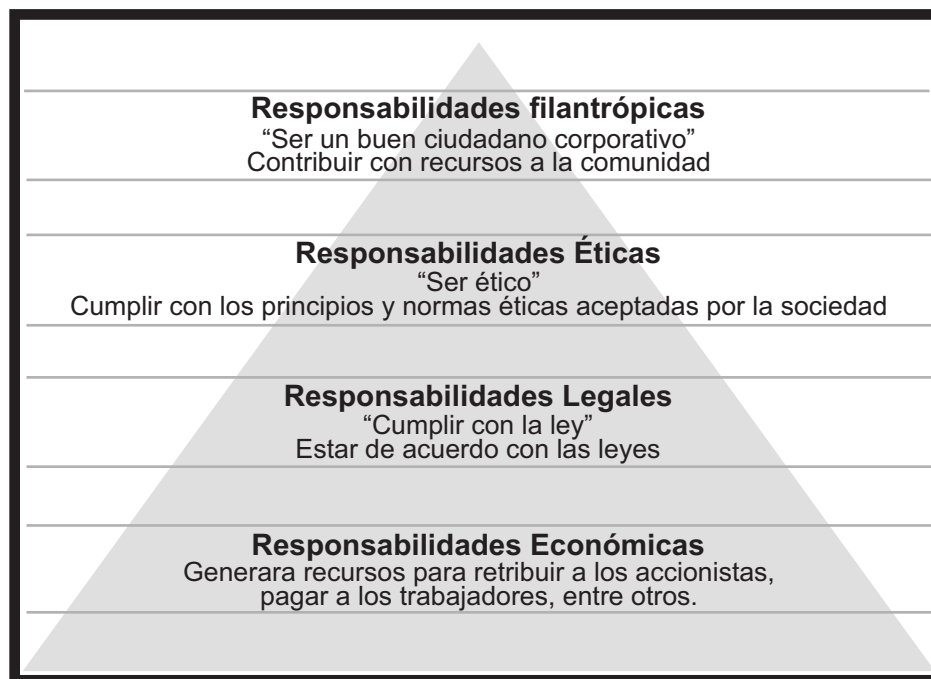 Responsabilidades filantrópicas
“Ser un buen ciudadano corporativo”
Contribuir con recursos a la comunidad
Responsabilidades Éticas
“Ser ético”
Cumplir con los principios y normas éticas aceptadas por la sociedad
Responsabilidades Legales
“Cumplir con la ley”
Estar de acuerdo con las leyes
Responsabilidades Económicas
Generara recursos para retribuir a los accionistas,
pagar a los trabajadores, entre otros.